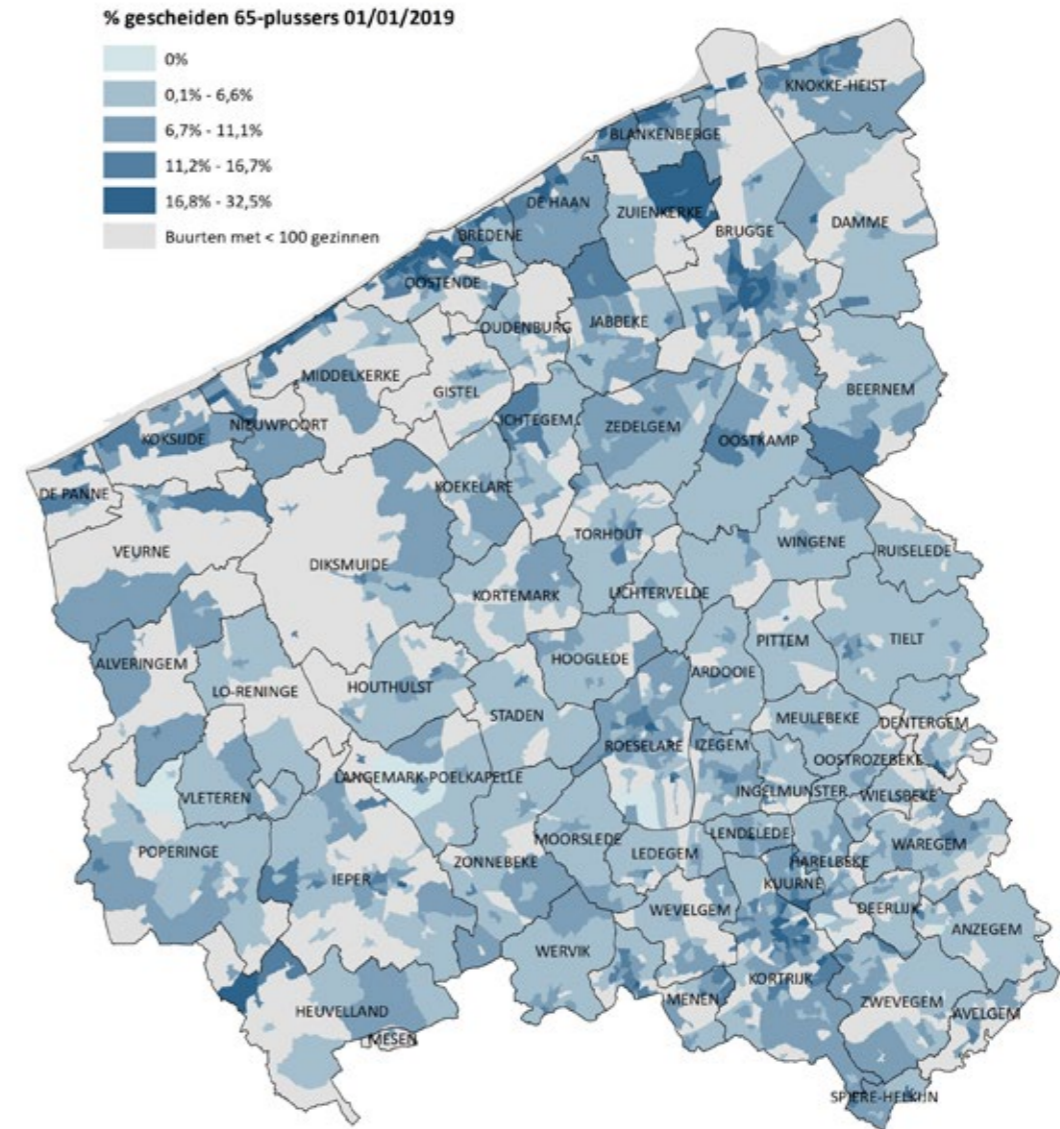 % gescheiden 65-plussers 01/01/2019
0%
0,1% - 6,6%
6,7% - 11,1%
11,2% - 16,7%
16,8% - 32,5%
Buurten met < 100 gezinnen
KNOKKE-HEIST
BLANKENBERGE
DE HAAN
ZUIENKERKE
DAMME
BRUGGE
BREDENE
OOSTENDE
OUDENBURG
JABBEKE
MIDDELKERKE
GISTEL
BEERNEM
NIEUWPOORT
ICHTEGEM
ZEDELGEM
OOSTKAMP
KOKSIJDE
DE PANNE
KOEKELARE
TORHOUT
WINGENE
VEURNE
RUISELEDE
DIKSMUIDE
KORTEMARK
LICHTERVELDE
PITTEM
TIELT
ALVERINGEM
HOOGLEDE
ARDOOIE
LO-RENINGE
HOUTHULST
STADEN
MEULEBEKE
DENTERGEM
ROESELARE
IZEGEM
OOSTROZEBEKE
LANGEMARK-POELKAPELLE
INGELMUNSTER
WIELSBEKE
VLETEREN
MOORSLEDE
LENDELEDE
WAREGEM
POPERINGE
ZONNEBEKE
LEDEGEM
HARELBEKE
IEPER
KUURNE
WEVELGEM
DEERLIJK
ANZEGEM
WERVIK
KORTRIJK
MENEN
ZWEVEGEM
HEUVELLAND
AVELGEM
MESEN
SPIERE-HELKIJN